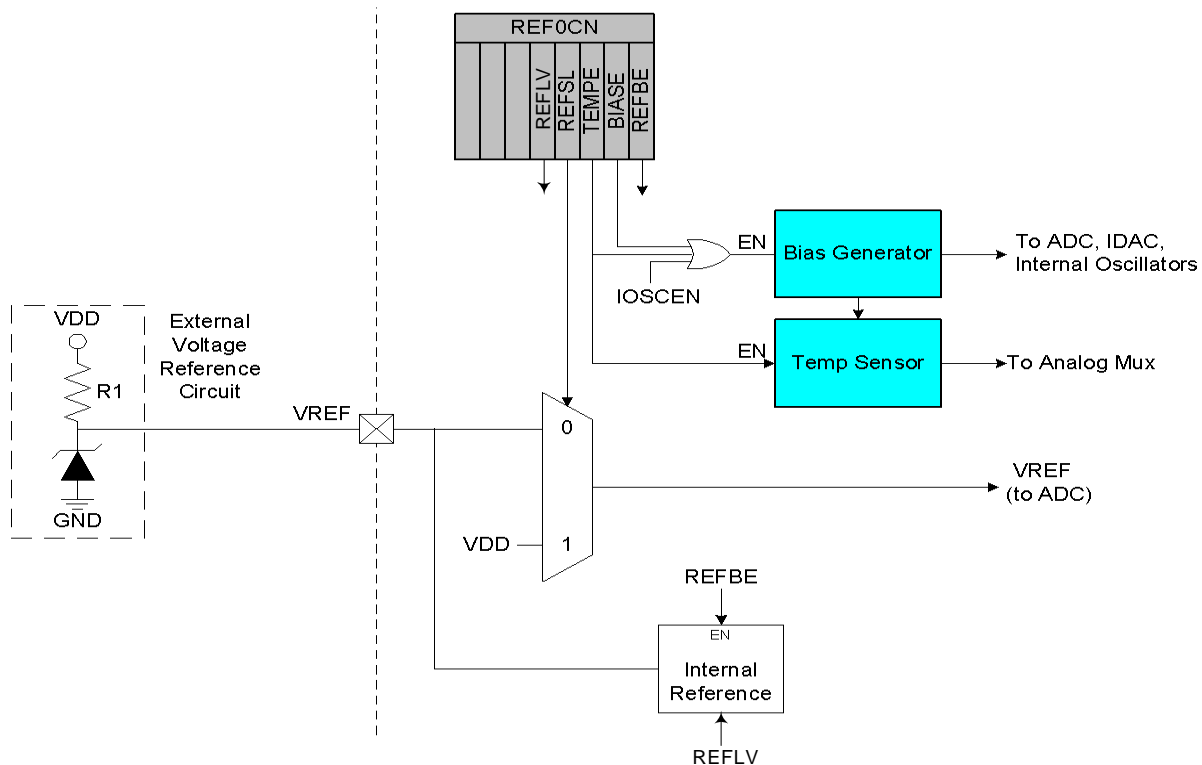 REF0CN
REFLV
REFSL
TEMPE
BIASE
REFBE
EN
Bias Generator
To ADC, IDAC,
Internal Oscillators
IOSCEN
VDD
R1
GND
External
Voltage
Reference
Circuit
EN
Temp Sensor
To Analog Mux
VREF
0
VREF
(to ADC)
VDD
1
REFBE
EN
Internal
Reference
REFLV